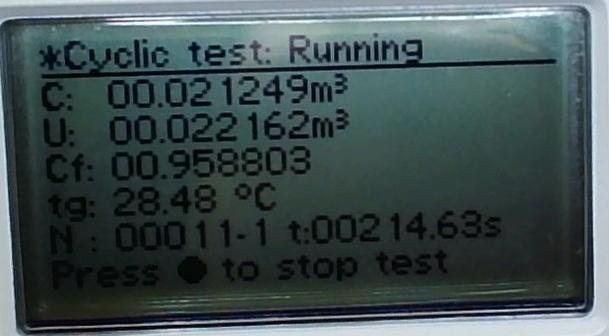 *Cyclic test: Running
C: 00.021249m³
U: 00.022162m³
Cf: 00.958803
tg: 28.48 °C
N : 00011-1 t:00214.63s
Press ● to stop test